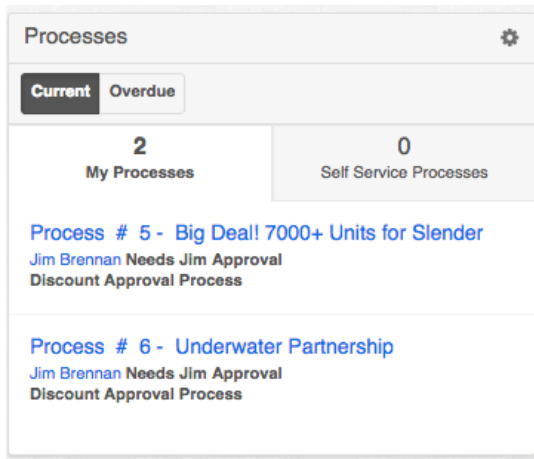 Processes
Current Overdue
2 0
My Processes Self Service Processes
Process # 5 - Big Deal! 7000+ Units for Slender
Jim Brennan Needs Jim Approval
Discount Approval Process
Process # 6 - Underwater Partnership
Jim Brennan Needs Jim Approval
Discount Approval Process